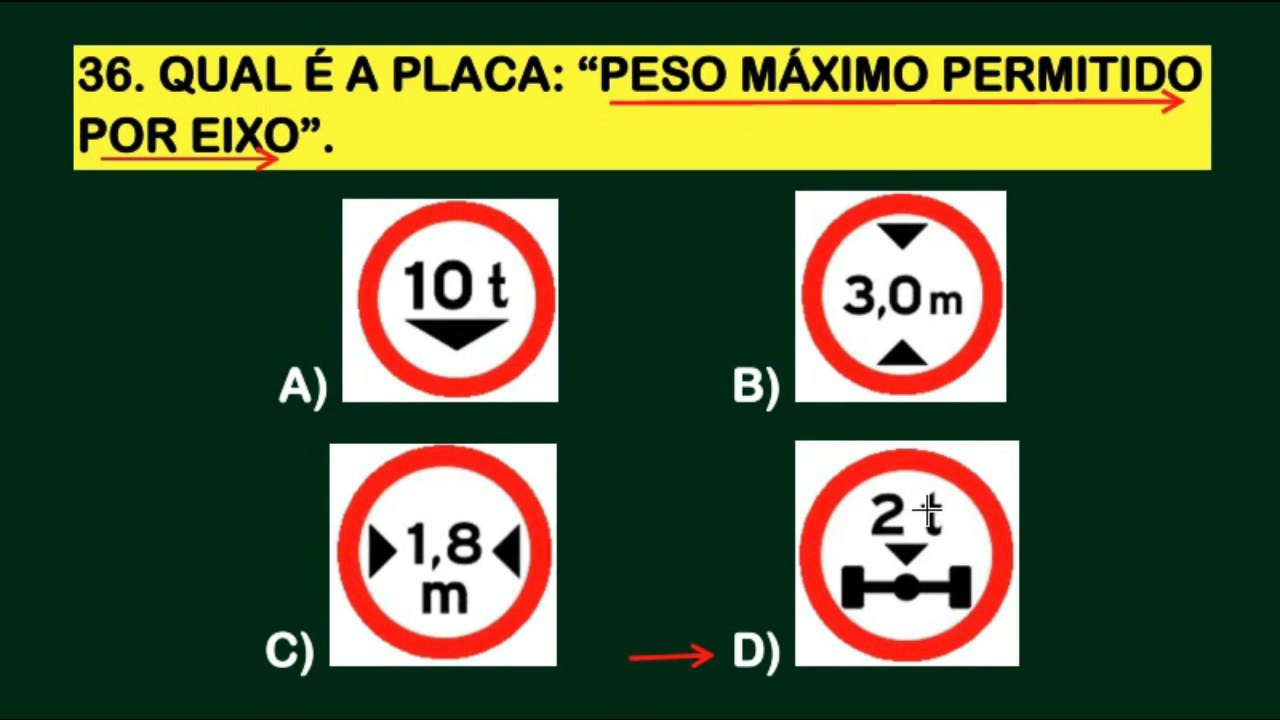 36. QUAL É A PLACA: “PESO MÁXIMO PERMITIDO
POR EIXO”.
10 t
A)
3,0 m
B)
1,8
m
C)
2 t
D)